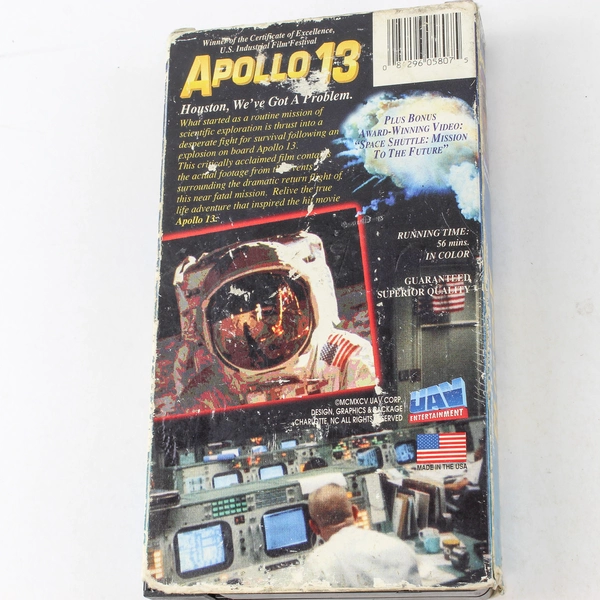 Winner of the Certificate of Excellence,
U.S. Industrial Film Festival
APOLLO 13
Houston, We've Got A Problem.
What started as a routine mission of
scientific exploration is thrust into a
desperate fight for survival following an
explosion on board Apollo 13.
This critically acclaimed film contains
the actual footage from the events
surrounding the dramatic return flight of
this near fatal mission. Relive the true
life adventure that inspired the hit movie
Apollo 13.
0 8 296 05807 5
PLUS BONUS
AWARD-WINNING VIDEO:
"SPACE SHUTTLE: MISSION
TO THE FUTURE"
RUNNING TIME:
56 mins.
IN COLOR
GUARANTEED
SUPERIOR QUALITY
©MCMXCV UAV CORP.
DESIGN, GRAPHICS & PACKAGE
CHARLOTTE, NC ALL RIGHTS RESERVED
UAV
ENTERTAINMENT
MADE IN THE USA